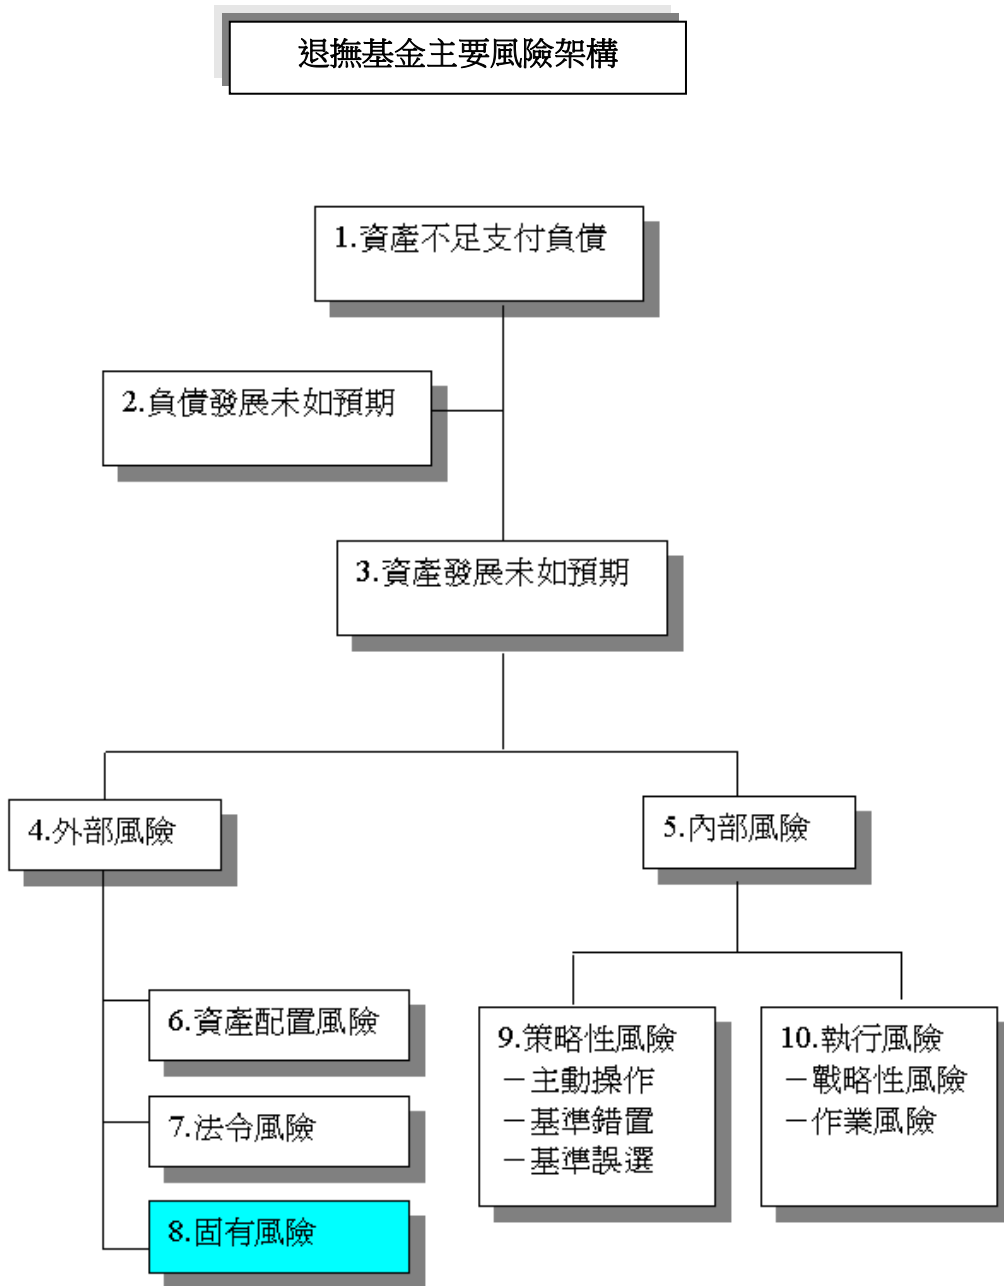 退撫基金主要風險架構
1.資產不足支付負債
2.負債發展未如預期
3.資產發展未如預期
4.外部風險
5.內部風險
6.資產配置風險
7.法令風險
8.固有風險
9.策略性風險
－主動操作
－基準錯置
－基準誤選
10.執行風險
－戰略性風險
－作業風險